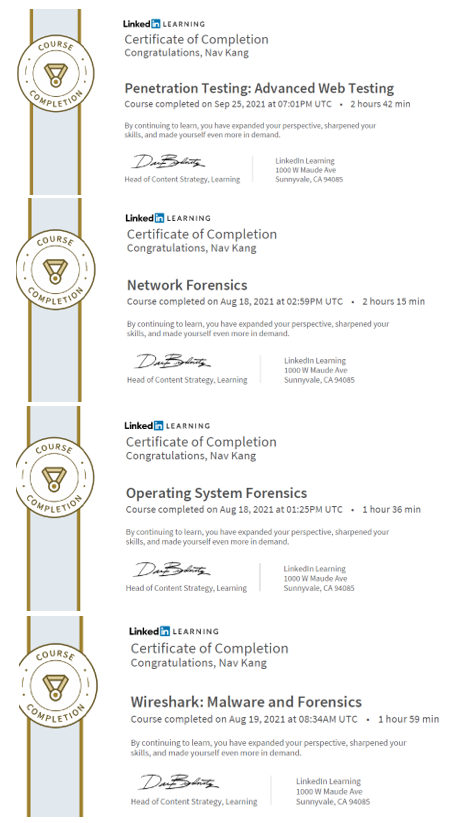 LinkedIn LEARNING
Certificate of Completion
Congratulations, Nav Kang
COURSE
COMPLETION
Penetration Testing: Advanced Web Testing
Course completed on Sep 25, 2021 at 07:01PM UTC • 2 hours 42 min
By continuing to learn, you have expanded your perspective, sharpened your
skills, and made yourself even more in demand.
Head of Content Strategy, Learning
LinkedIn Learning
1000 W Maude Ave
Sunnyvale, CA 94085
LinkedIn LEARNING
Certificate of Completion
Congratulations, Nav Kang
COURSE
COMPLETION
Network Forensics
Course completed on Aug 18, 2021 at 02:59PM UTC • 2 hours 15 min
By continuing to learn, you have expanded your perspective, sharpened your
skills, and made yourself even more in demand.
Head of Content Strategy, Learning
LinkedIn Learning
1000 W Maude Ave
Sunnyvale, CA 94085
LinkedIn LEARNING
Certificate of Completion
Congratulations, Nav Kang
COURSE
COMPLETION
Operating System Forensics
Course completed on Aug 18, 2021 at 01:25PM UTC • 1 hour 36 min
By continuing to learn, you have expanded your perspective, sharpened your
skills, and made yourself even more in demand.
Head of Content Strategy, Learning
LinkedIn Learning
1000 W Maude Ave
Sunnyvale, CA 94085
LinkedIn LEARNING
Certificate of Completion
Congratulations, Nav Kang
COURSE
COMPLETION
Wireshark: Malware and Forensics
Course completed on Aug 19, 2021 at 08:34AM UTC • 1 hour 59 min
By continuing to learn, you have expanded your perspective, sharpened your
skills, and made yourself even more in demand.
Head of Content Strategy, Learning
LinkedIn Learning
1000 W Maude Ave
Sunnyvale, CA 94085